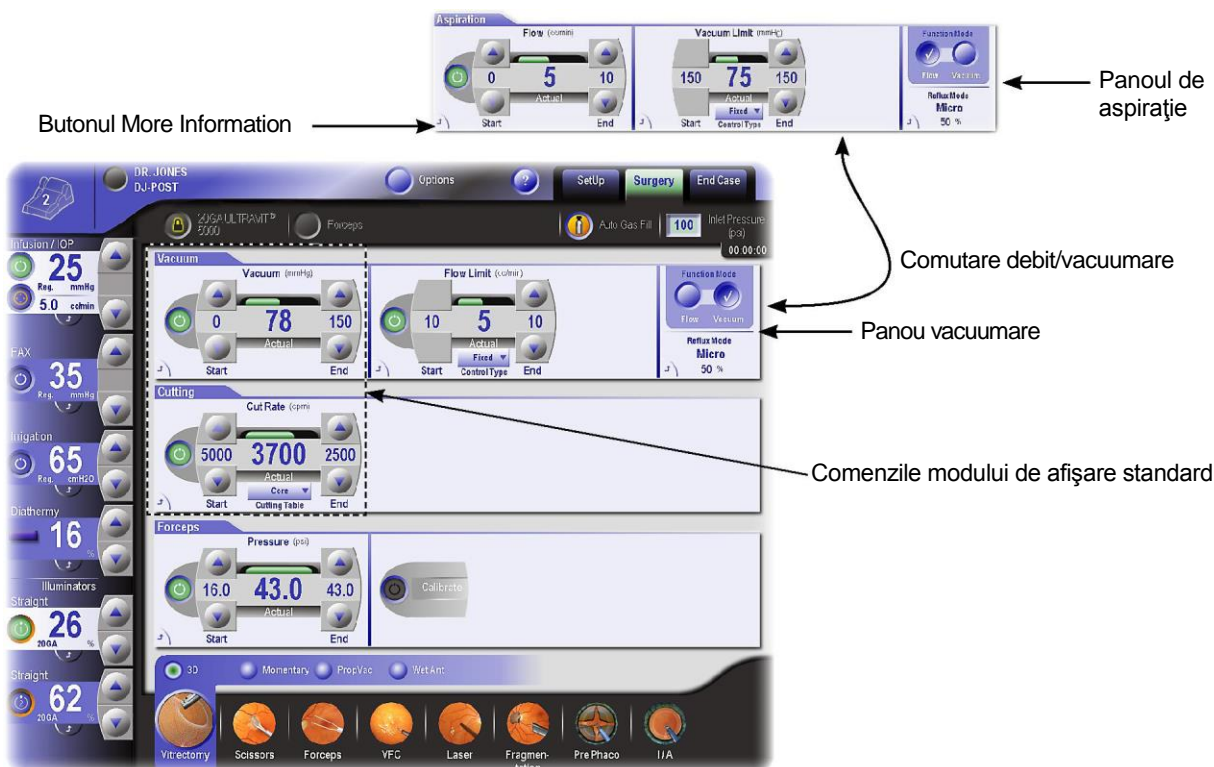 Aspiration
Flow (cc/min)
0 5 10
Actual
Start End
Vacuum Limit (mmHg)
150 75 150
Actual
Fixed
Start Control Type End
Function Mode
Flow Vacuum
Reflux Mode
Micro
50 %
Panoul de
aspiraţie
Butonul More Information
2
DR. JONES
DJ-POST
Options
?
SetUp Surgery End Case
20GA ULTRAVIT®
5000
Forceps
Auto Gas Fill
100
Inlet Pressure
(psi)
00:00:00
Infusion / IOP
25
Reg. mmHg
5.0 cc/min
FAX
35
Reg. mmHg
Irrigation
65
Reg. cmH2O
Diathermy
16
%
Illuminators
Straight
26
20GA %
Straight
62
20GA %
Vacuum
Vacuum (mmHg)
0 78 150
Actual
Start End
Flow Limit (cc/min)
10 5 10
Actual
Fixed
Start Control Type End
Function Mode
Flow Vacuum
Reflux Mode
Micro
50 %
Comutare debit/vacuumare
Panou vacuumare
Cutting
Cut Rate (cpm)
5000 3700 2500
Actual
Core
Start Cutting Table End
Comenzile modului de afişare standard
Forceps
Pressure (psi)
16.0 43.0 43.0
Actual
Start End
Calibrate
3D Momentary PropVac Wet Ant
Vitrectomy Scissors Forceps VFC Laser Fragmen- Pre Phaco I/A
tation